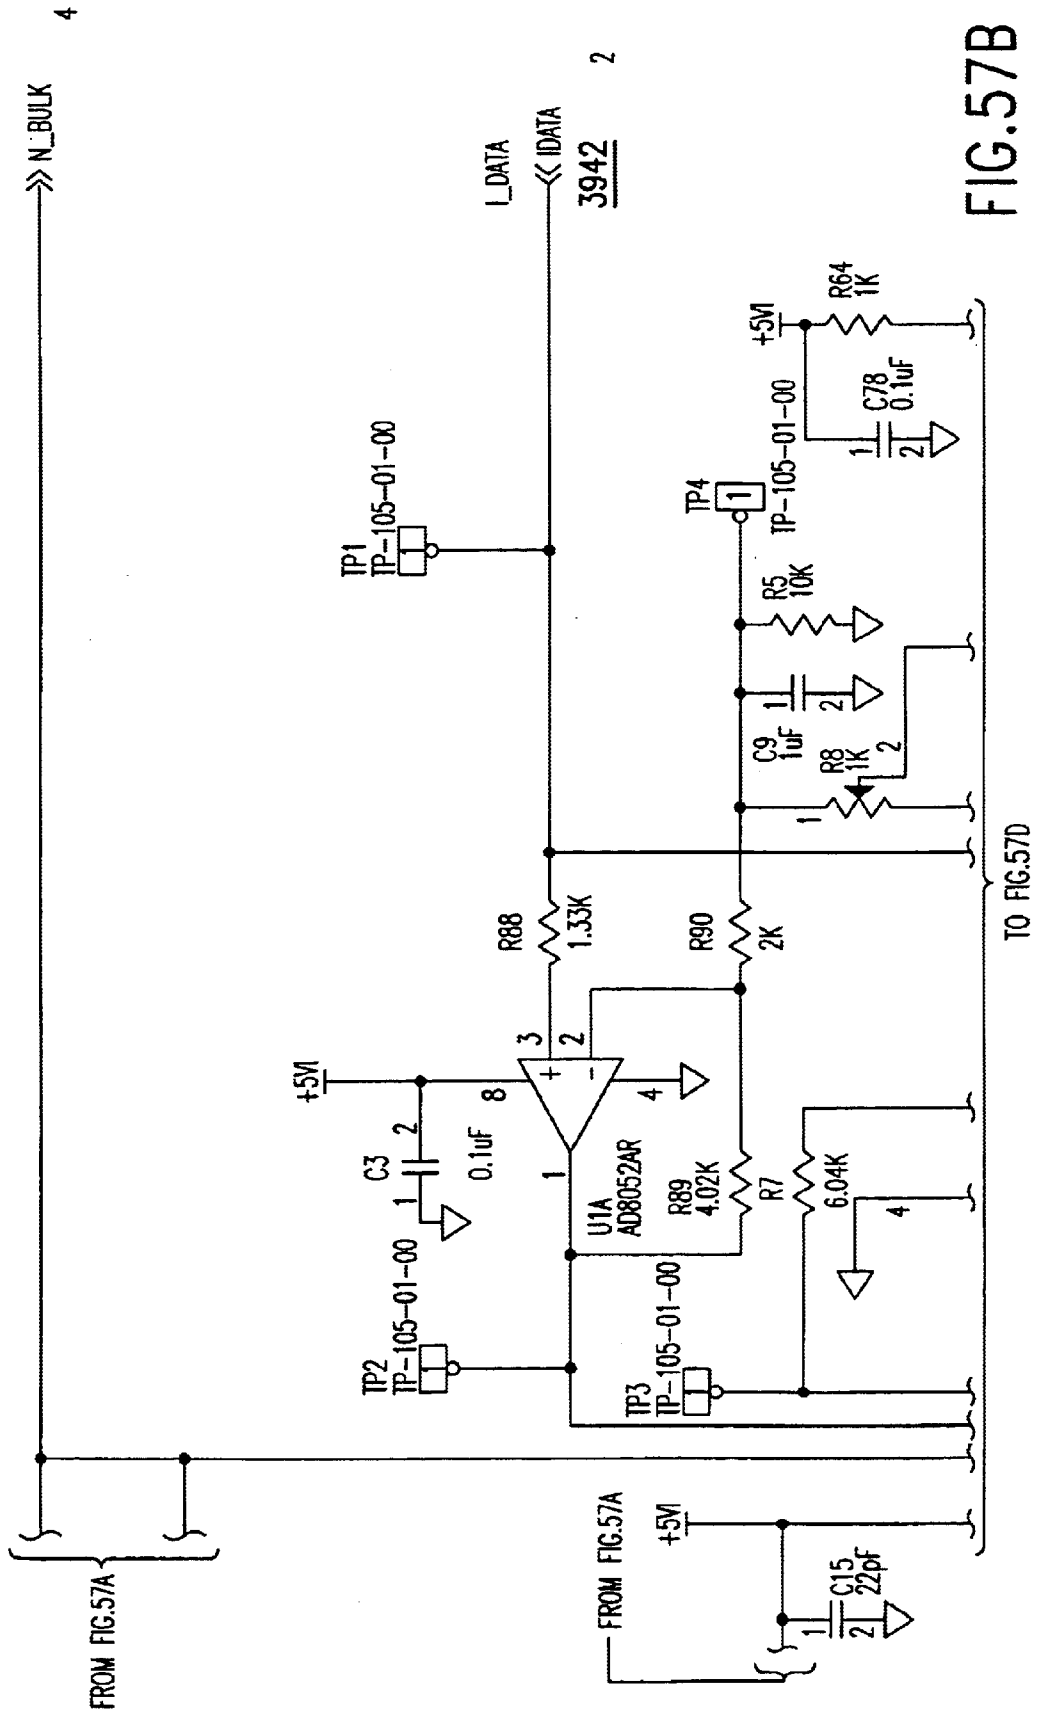 4
N_BULK
FROM FIG.57A
I_DATA
IDATA
2
3942
TP1
TP-105-01-00
+5VI
C3
1
2
0.1uF
8
3
2
+
-
1
4
U1A
AD8052AR
R88
1.33K
TP2
TP-105-01-00
R89
4.02K
R90
2K
TP3
TP-105-01-00
R7
6.04K
4
TP4
1
TP-105-01-00
R5
10K
C9
1uF
1
2
R8
1K
1
2
+5VI
R64
1K
C78
0.1uF
1
2
FROM FIG.57A
+5VI
C15
22pF
1
2
TO FIG.57D
FIG.57B